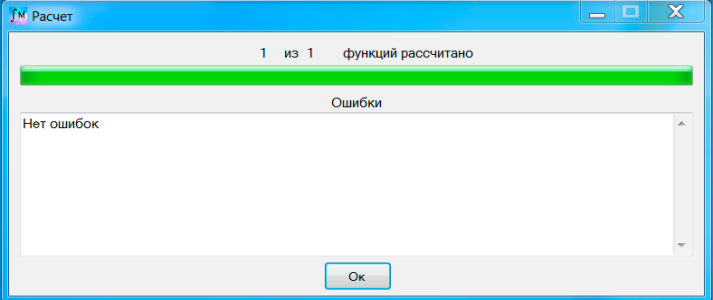 Расчет
1 из 1 функций рассчитано
Ошибки
Нет ошибок
Ок